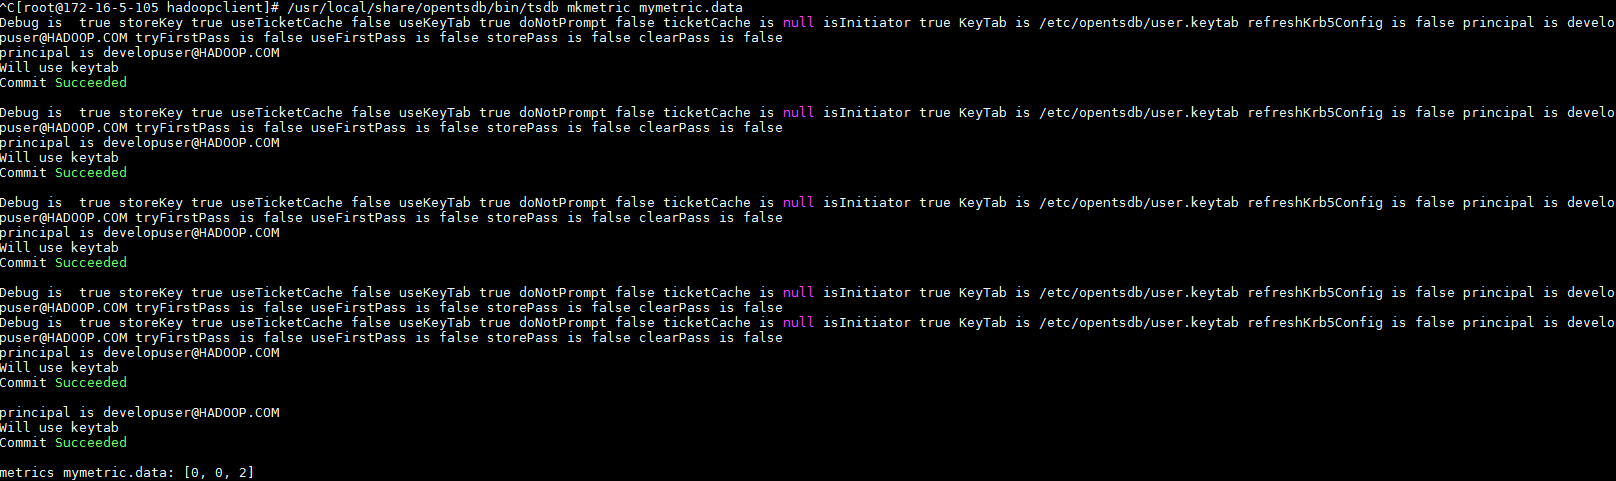 ^C[root@172-16-5-105 hadoopclient]# /usr/local/share/opentsdb/bin/tsdb mkmetric mymetric.data
Debug is  true storeKey true useTicketCache false useKeyTab true doNotPrompt false ticketCache is null isInitiator true KeyTab is /etc/opentsdb/user.keytab refreshKrb5Config is false principal is develo
puser@HADOOP.COM tryFirstPass is false useFirstPass is false storePass is false clearPass is false
principal is developuser@HADOOP.COM
Will use keytab
Commit Succeeded
Debug is  true storeKey true useTicketCache false useKeyTab true doNotPrompt false ticketCache is null isInitiator true KeyTab is /etc/opentsdb/user.keytab refreshKrb5Config is false principal is develo
puser@HADOOP.COM tryFirstPass is false useFirstPass is false storePass is false clearPass is false
principal is developuser@HADOOP.COM
Will use keytab
Commit Succeeded
Debug is  true storeKey true useTicketCache false useKeyTab true doNotPrompt false ticketCache is null isInitiator true KeyTab is /etc/opentsdb/user.keytab refreshKrb5Config is false principal is develo
puser@HADOOP.COM tryFirstPass is false useFirstPass is false storePass is false clearPass is false
principal is developuser@HADOOP.COM
Will use keytab
Commit Succeeded
Debug is  true storeKey true useTicketCache false useKeyTab true doNotPrompt false ticketCache is null isInitiator true KeyTab is /etc/opentsdb/user.keytab refreshKrb5Config is false principal is develo
puser@HADOOP.COM tryFirstPass is false useFirstPass is false storePass is false clearPass is false
Debug is  true storeKey true useTicketCache false useKeyTab true doNotPrompt false ticketCache is null isInitiator true KeyTab is /etc/opentsdb/user.keytab refreshKrb5Config is false principal is develo
puser@HADOOP.COM tryFirstPass is false useFirstPass is false storePass is false clearPass is false
principal is developuser@HADOOP.COM
Will use keytab
Commit Succeeded
principal is developuser@HADOOP.COM
Will use keytab
Commit Succeeded
metrics mymetric.data: [0, 0, 2]